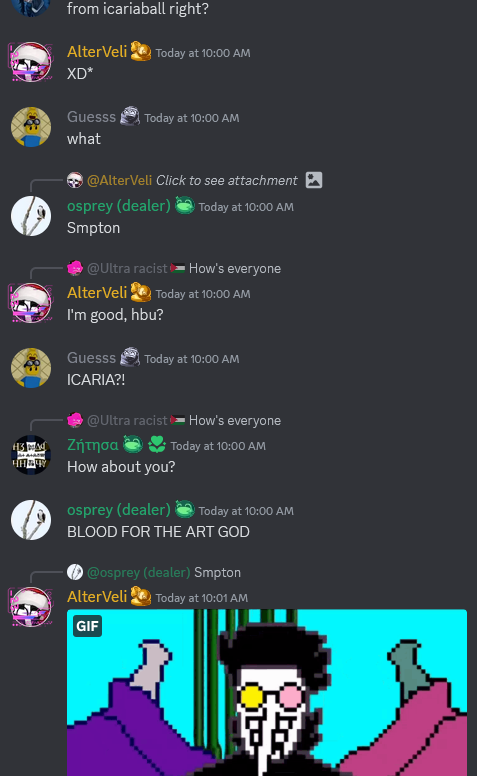 from icariaball right?
AlterVeli Today at 10:00 AM
XD*
Guesss Today at 10:00 AM
what
@AlterVeli Click to see attachment
osprey (dealer) Today at 10:00 AM
Smpton
@Ultra racist How's everyone
AlterVeli Today at 10:00 AM
I'm good, hbu?
Guesss Today at 10:00 AM
ICARIA?!
@Ultra racist How's everyone
Ζήτησα Today at 10:00 AM
How about you?
osprey (dealer) Today at 10:00 AM
BLOOD FOR THE ART GOD
@osprey (dealer) Smpton
AlterVeli Today at 10:01 AM
GIF